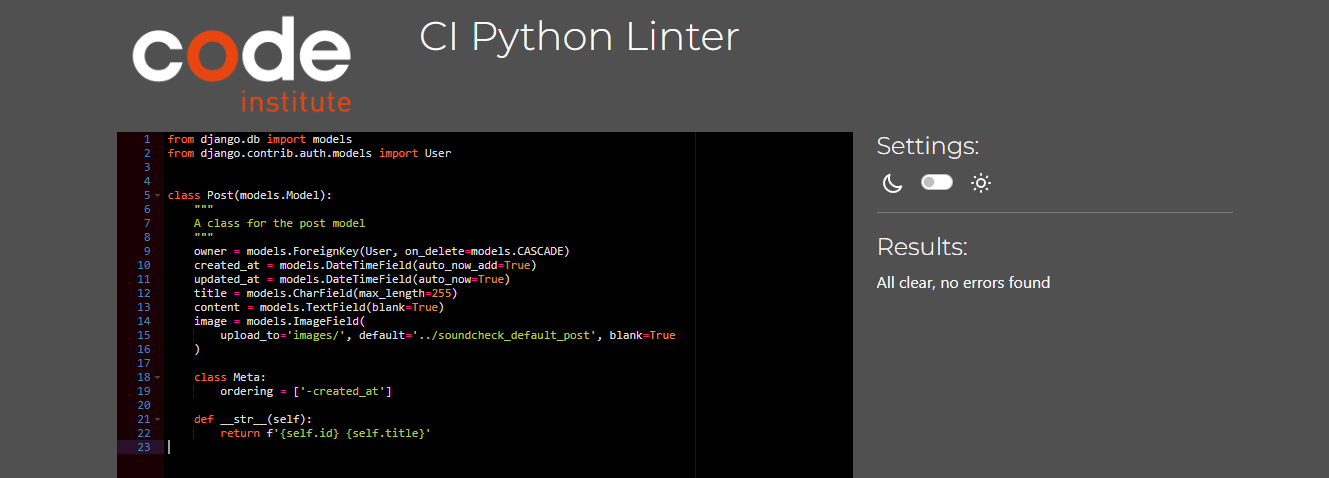 code
institute
CI Python Linter
1 from django.db import models
2 from django.contrib.auth.models import User
3
4
5 class Post(models.Model):
6     """
7     A class for the post model
8     """
9     owner = models.ForeignKey(User, on_delete=models.CASCADE)
10     created_at = models.DateTimeField(auto_now_add=True)
11     updated_at = models.DateTimeField(auto_now=True)
12     title = models.CharField(max_length=255)
13     content = models.TextField(blank=True)
14     image = models.ImageField(
15         upload_to='images/', default='../soundcheck_default_post', blank=True
16     )
17
18     class Meta:
19         ordering = ['-created_at']
20
21     def __str__(self):
22         return f'{self.id} {self.title}'
23
Settings:
Results:
All clear, no errors found